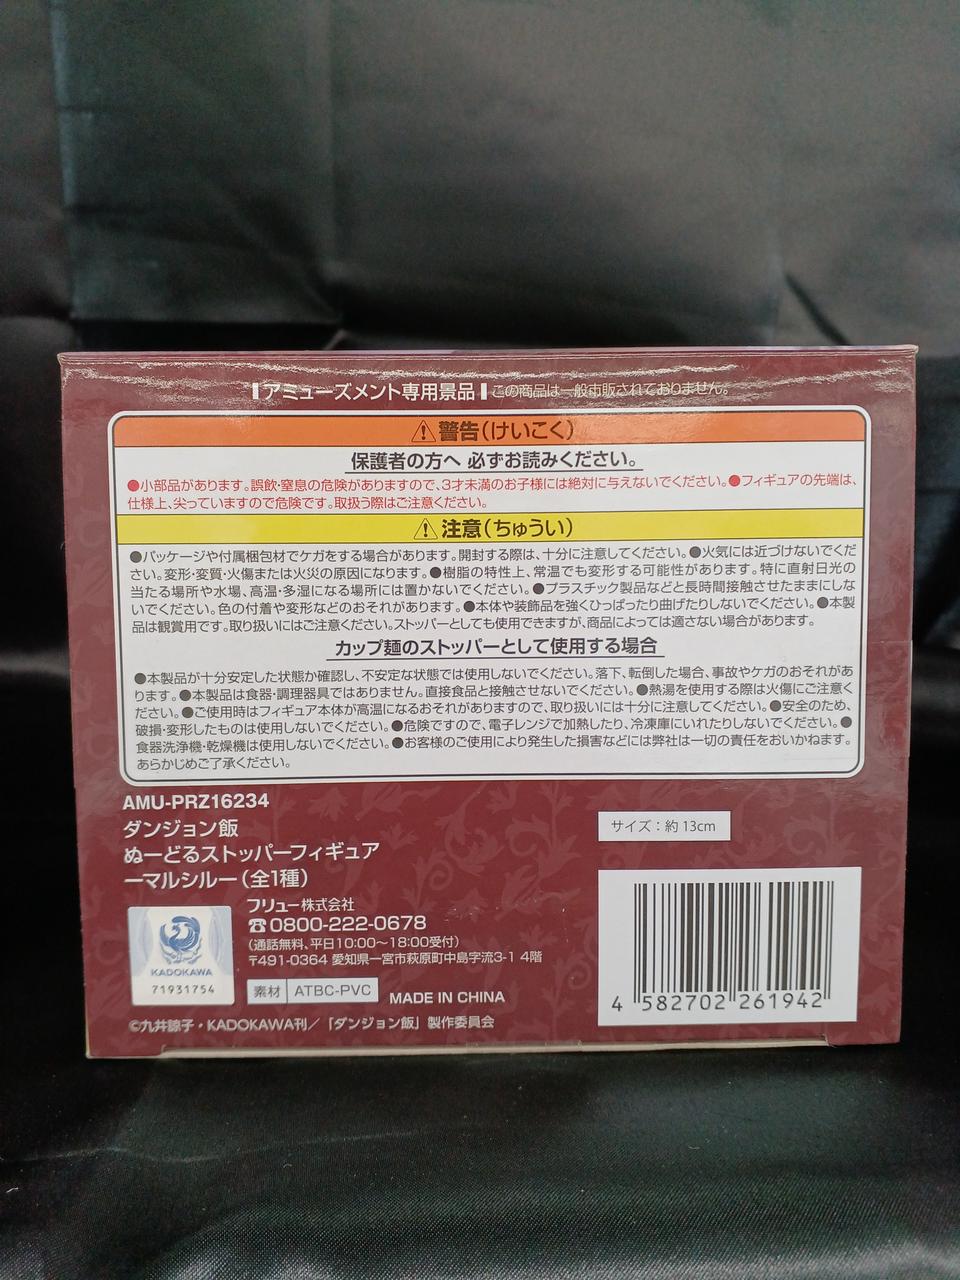 アミューズメント専用景品 この商品は一般市販されておりません。
⚠警告(けいこく)
保護者の方へ 必ずお読みください。
●小部品があります。誤飲・窒息の危険がありますので、3才未満のお子様には絶対に与えないでください。●フィギュアの先端は、
仕様上、尖っていますので危険です。取扱う際はご注意ください。
⚠注意(ちゅうい)
●パッケージや付属梱包材でケガをする場合があります。開封する際は、十分に注意してください。●火気には近づけないでくだ
さい。変形・変質・火傷または火災の原因になります。●樹脂の特性上、常温でも変形する可能性があります。特に直射日光の
当たる場所や水場、高温・多湿になる場所には置かないでください。●プラスチック製品などと長時間接触させたままにしな
いでください。色の付着や変形などのおそれがあります。●本体や装飾品を強くひっぱったり曲げたりしないでください。●本製
品は観賞用です。取り扱いにはご注意ください。ストッパーとしても使用できますが、商品によっては適さない場合があります。
カップ麺のストッパーとして使用する場合
●本製品が十分安定した状態か確認し、不安定な状態では使用しないでください。落下、転倒した場合、事故やケガのおそれがあ
ります。●本製品は食器・調理器具ではありません。直接食品と接触させないでください。●熱湯を使用する際は火傷にご注意く
ださい。●ご使用時はフィギュア本体が高温になるおそれがありますので、取り扱いには十分に注意してください。●安全のため、
破損・変形したものは使用しないでください。●危険ですので、電子レンジで加熱したり、冷凍庫にいれたりしないでください。●
食器洗浄機・乾燥機は使用しないでください。●お客様のご使用により発生した損害などには弊社は一切の責任をおいかねます。
あらかじめご了承ください。
AMU-PRZ16234
ダンジョン飯
ぬーどるストッパーフィギュア
ーマルシルー(全1種)
サイズ：約13cm
フリュー株式会社
☎0800-222-0678
(通話無料、平日10:00～18:00受付)
〒491-0364 愛知県一宮市萩原町中島字流3-1 4階
KADOKAWA
71931754
素材 ATBC-PVC MADE IN CHINA
4 582702 261942
©九井諒子・KADOKAWA刊／「ダンジョン飯」製作委員会